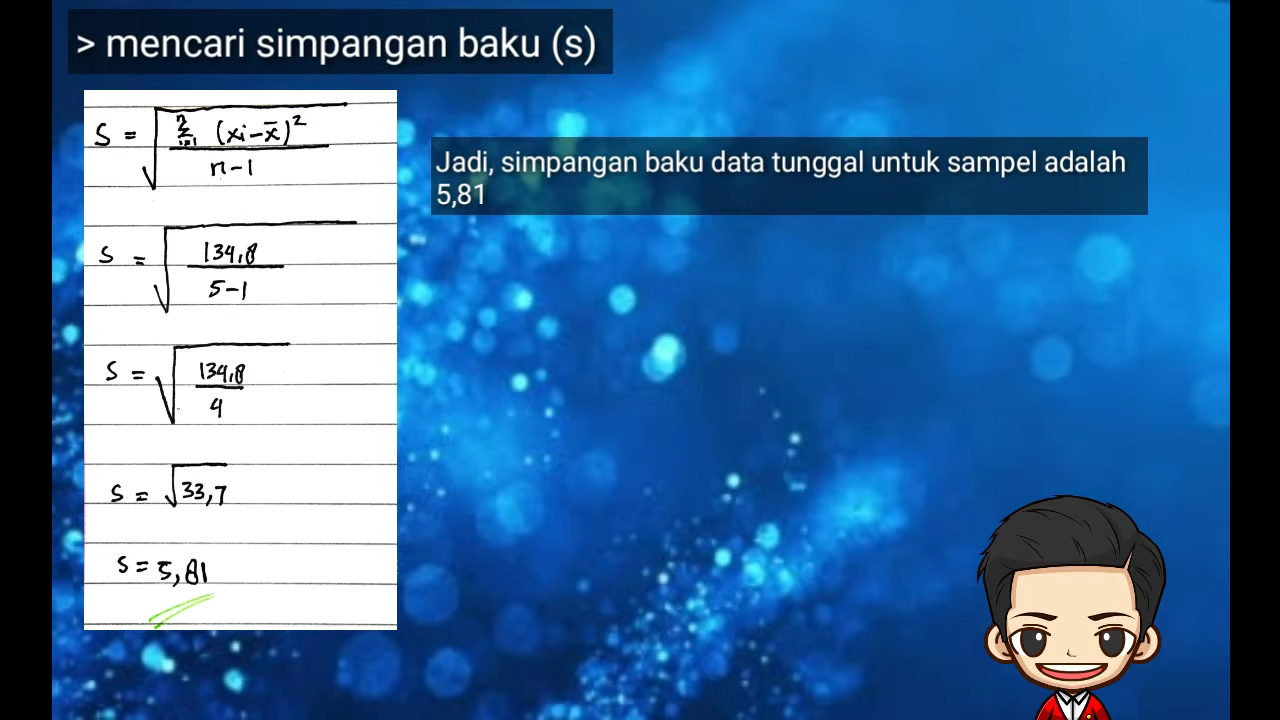 > mencari simpangan baku (s)
S = √ n Σ i=1 (xi-x̄)²
n-1
Jadi, simpangan baku data tunggal untuk sampel adalah
5,81
S = √ 134,8
5-1
S = √ 134,8
4
S = √33,7
S = 5,81